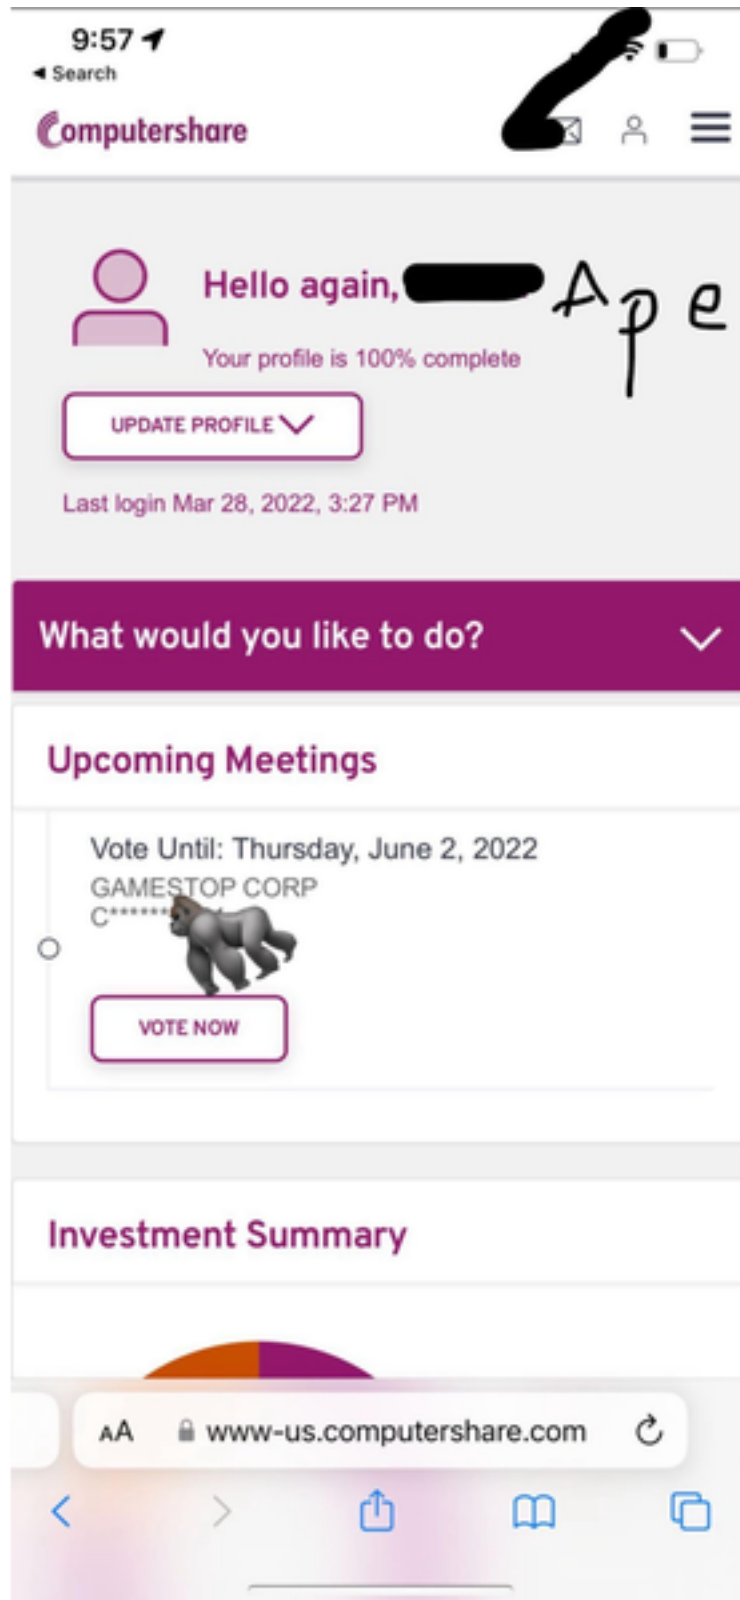 9:57
Search
Computershare
Hello again, Ape
Your profile is 100% complete
UPDATE PROFILE
Last login Mar 28, 2022, 3:27 PM
What would you like to do?
Upcoming Meetings
Vote Until: Thursday, June 2, 2022
GAMESTOP CORP
C******
VOTE NOW
Investment Summary
AA www-us.computershare.com